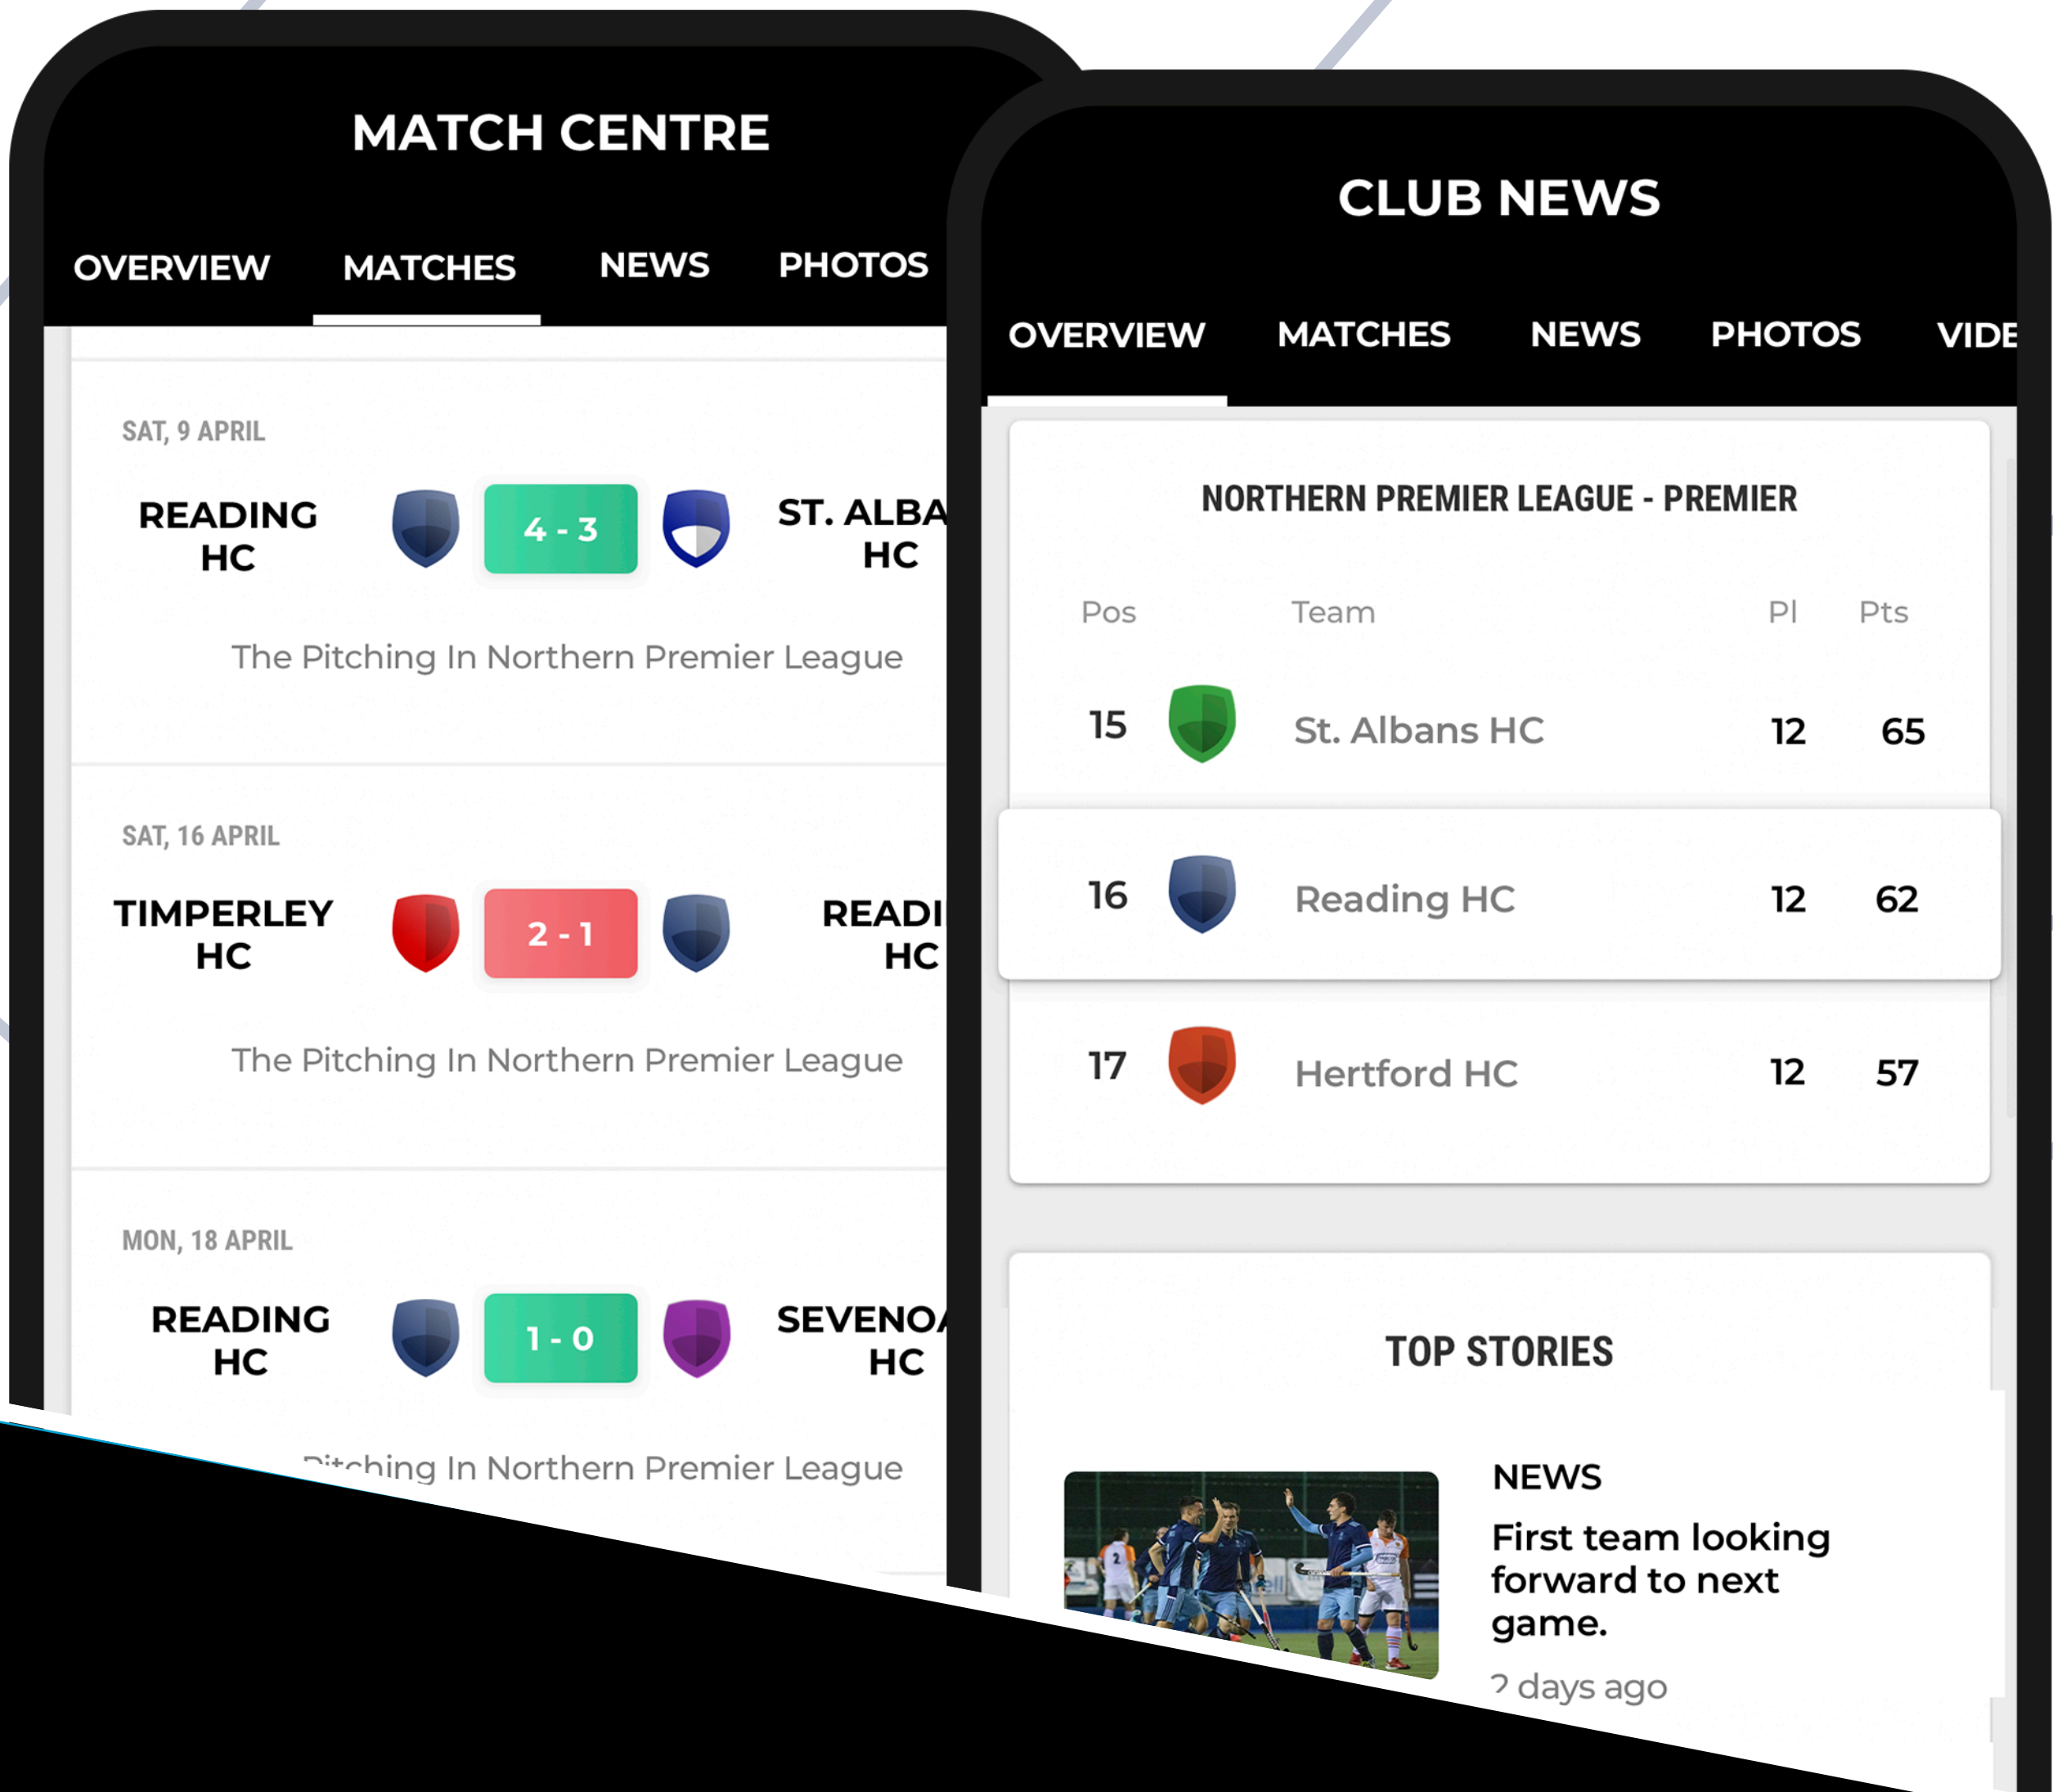 MATCH CENTRE
OVERVIEW MATCHES NEWS PHOTOS
SAT, 9 APRIL
READING HC 4 - 3 ST. ALBA HC
The Pitching In Northern Premier League
SAT, 16 APRIL
TIMPERLEY HC 2 - 1 READI HC
The Pitching In Northern Premier League
MON, 18 APRIL
READING HC 1 - 0 SEVENOA HC
Pitching In Northern Premier League
CLUB NEWS
OVERVIEW MATCHES NEWS PHOTOS VIDE
NORTHERN PREMIER LEAGUE - PREMIER
Pos Team Pl Pts
15 St. Albans HC 12 65
16 Reading HC 12 62
17 Hertford HC 12 57
TOP STORIES
NEWS
First team looking
forward to next
game.
2 days ago